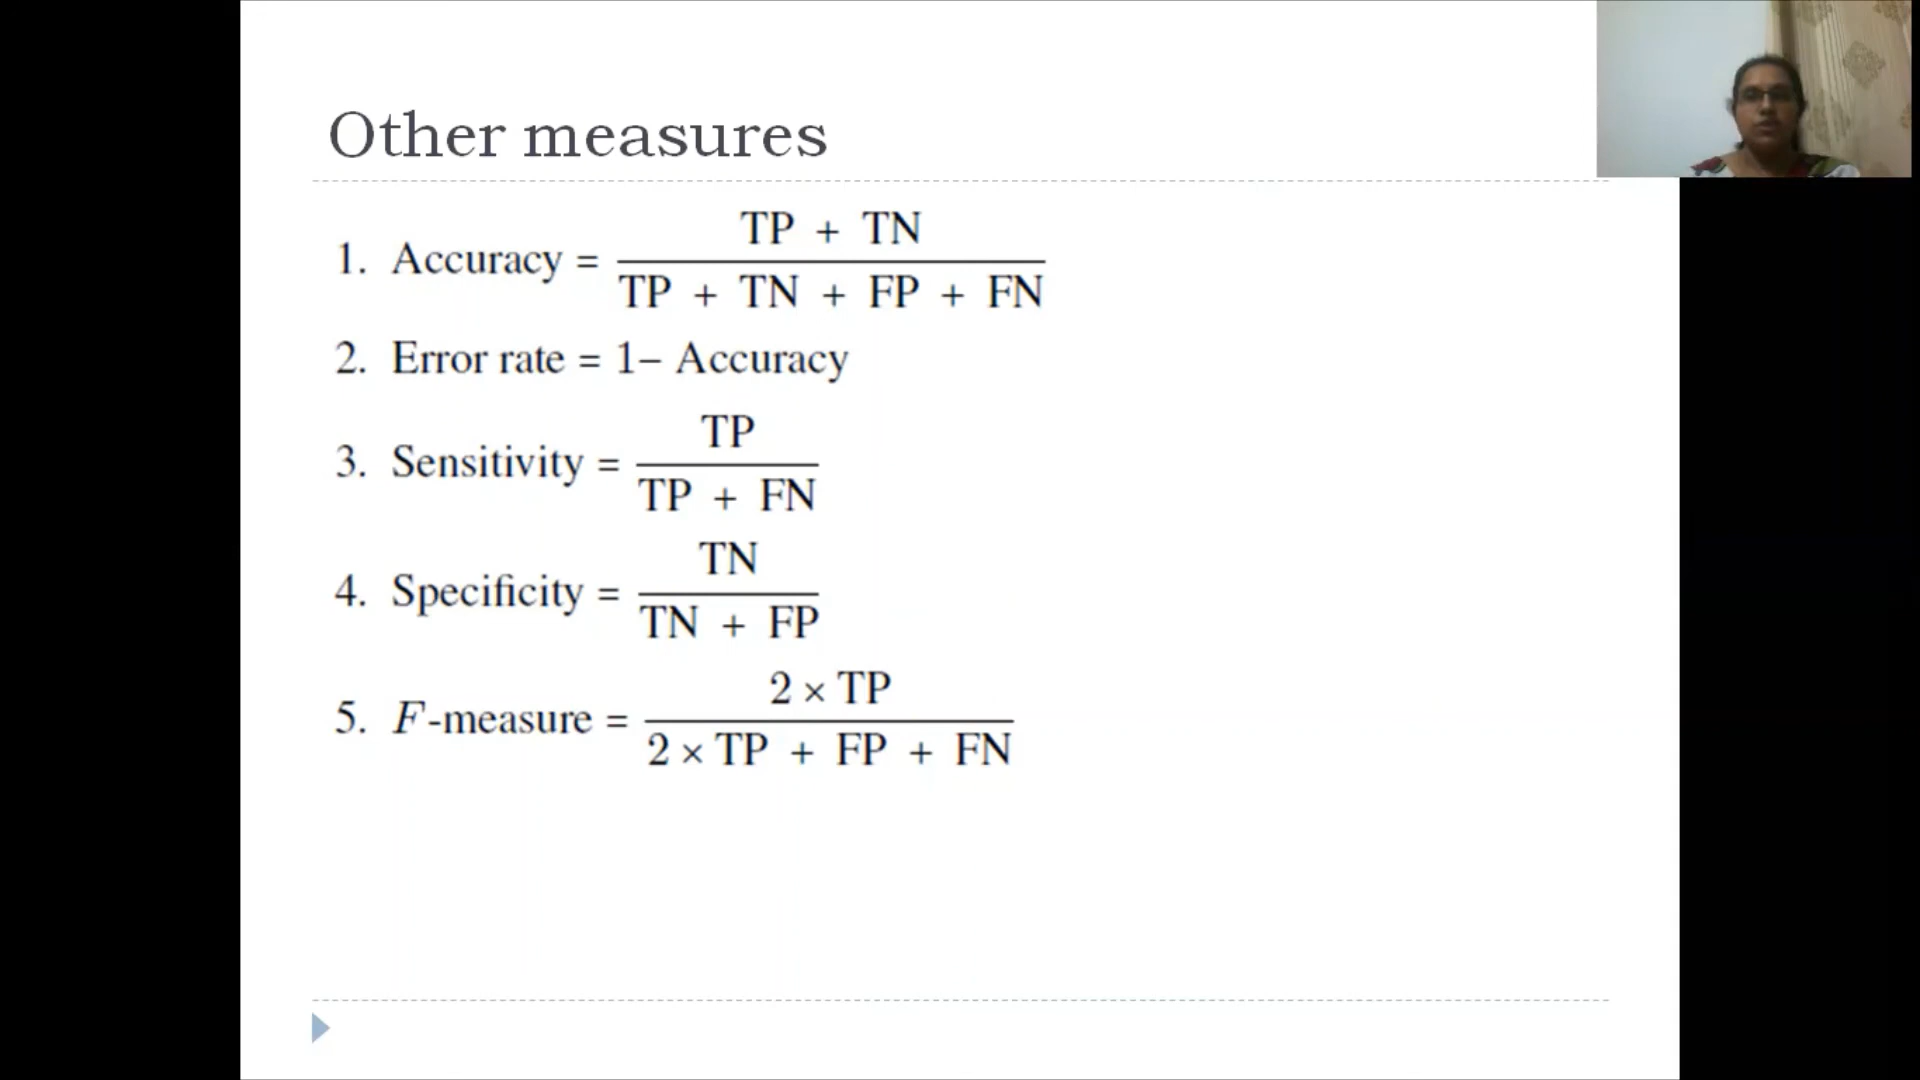 Other measures
1. Accuracy = TP + TN / TP + TN + FP + FN
2. Error rate = 1– Accuracy
3. Sensitivity = TP / TP + FN
4. Specificity = TN / TN + FP
5. F-measure = 2 × TP / 2 × TP + FP + FN